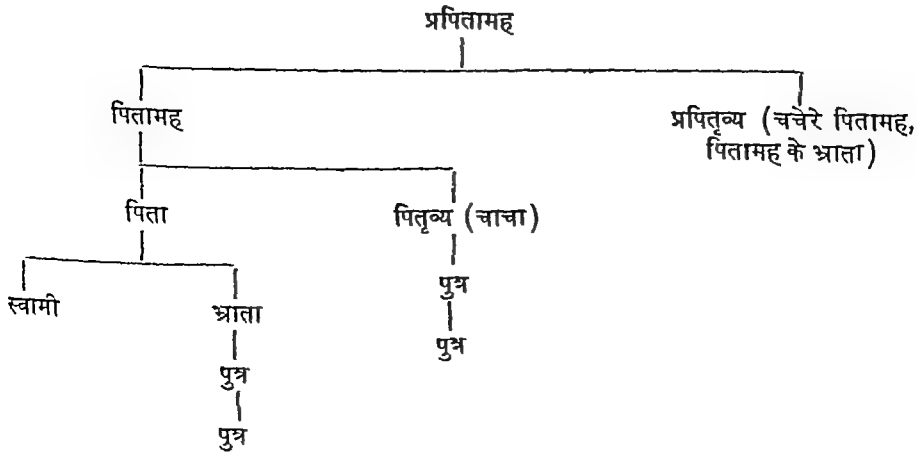 प्रपितामह
पितामह
प्रपितृव्य (चचेरे पितामह,
पितामह के भ्राता)
पिता
पितृव्य (चाचा)
स्वामी
भ्राता
पुत्र
पुत्र
पुत्र
पुत्र